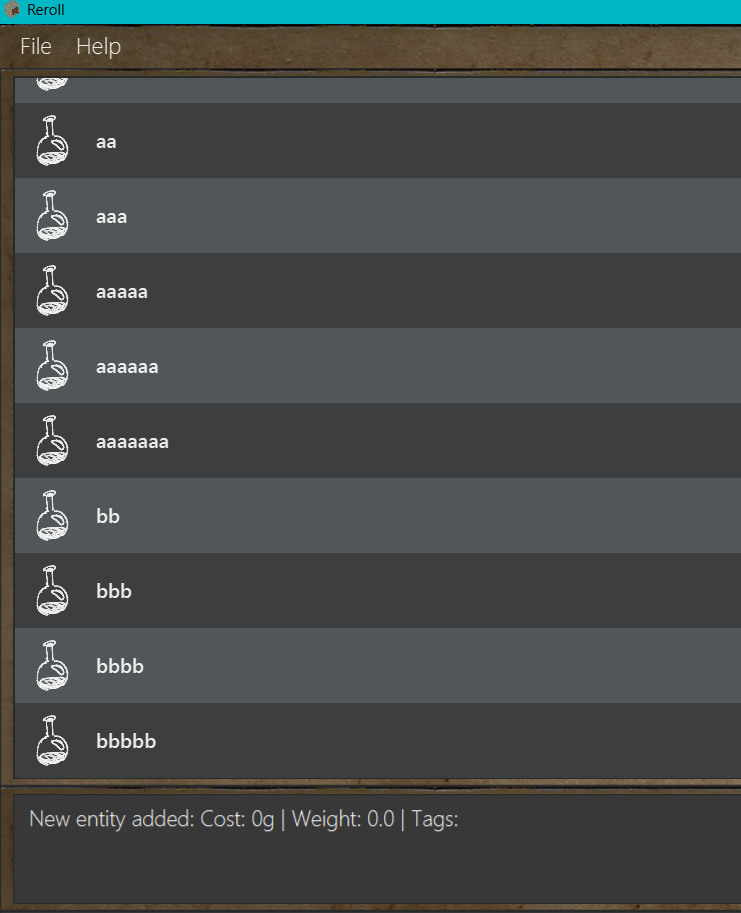 Reroll
File Help
aa
aaa
aaaaa
aaaaaa
aaaaaaa
bb
bbb
bbbb
bbbbb
New entity added: Cost: 0g | Weight: 0.0 | Tags: